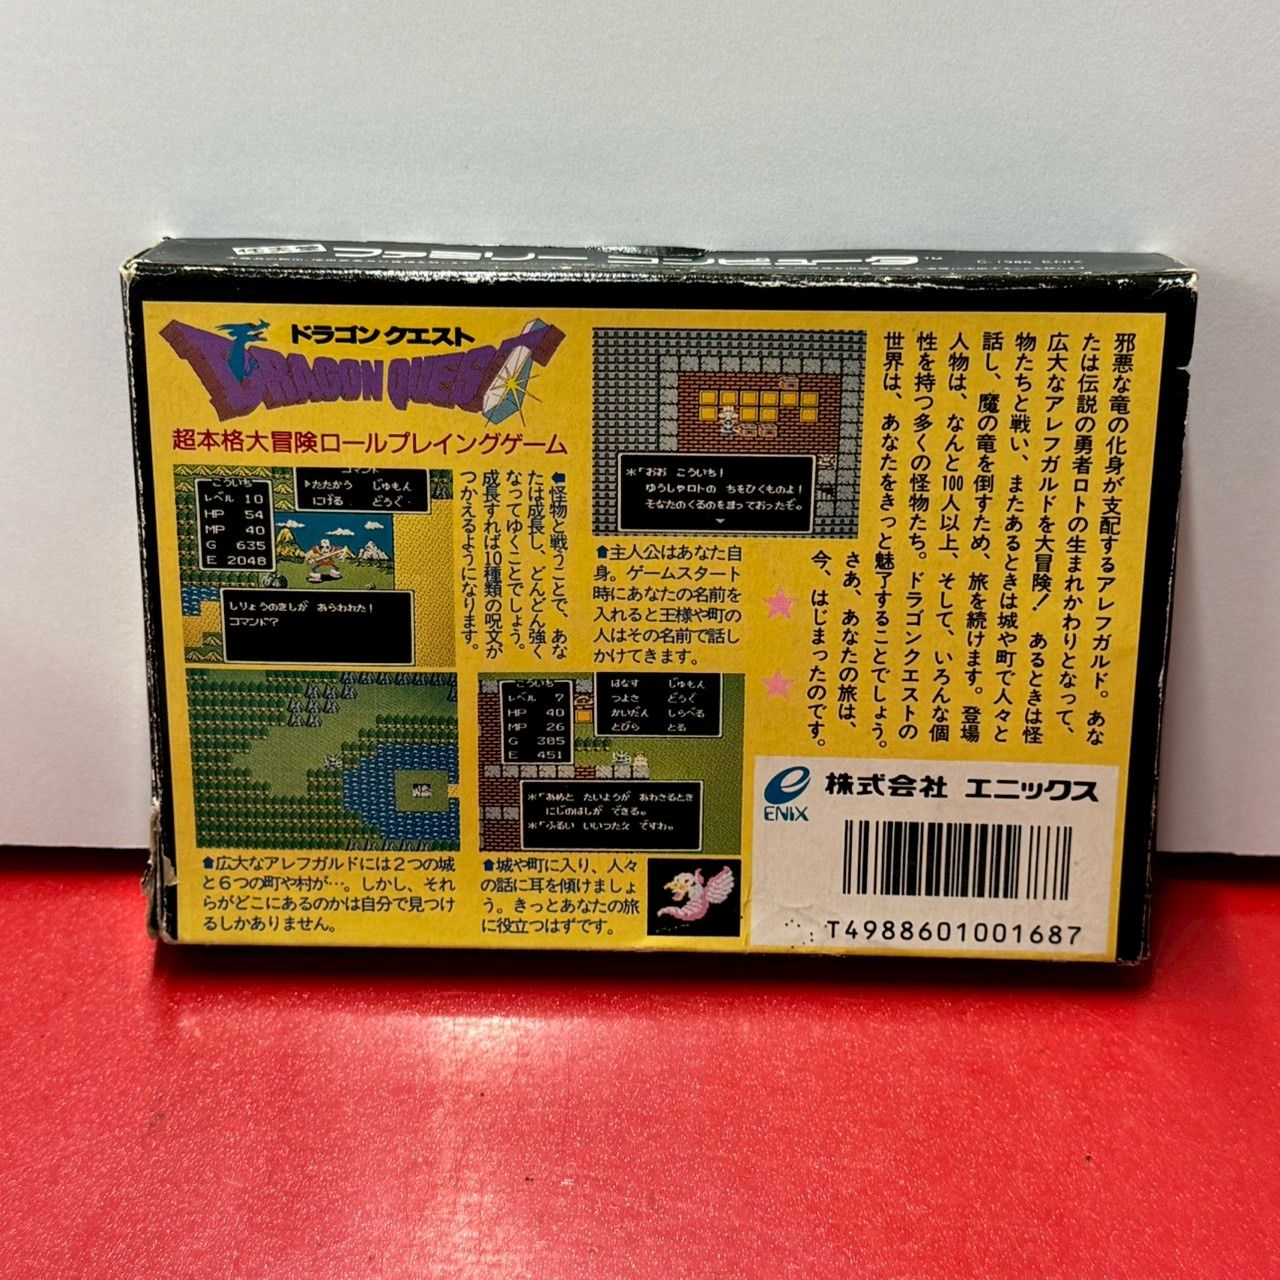 ファミリーコンピュータ™
ドラゴンクエスト
DRAGON QUEST
超本格大冒険ロールプレイングゲーム
こういち
レベル 10
HP 54
MP 40
G 635
E 2048
コマンド
▶たたかう じゅもん
にげる どうぐ
しりょうのきしが あらわれた!
コマンド?
⬆怪物と戦うことで、あな
たは成長し、どんどん強く
なってゆくことでしょう。
成長すれば10種類の呪文が
つかえるようになります。
※「おお こういち!
ゆうしゃロトの ちをひくものよ!
そなたのくるのを まっておったぞ。
⬆主人公はあなた自
身。ゲームスタート
時にあなたの名前を
入れると王様や町の
人はその名前で話し
かけてきます。
邪悪な竜の化身が支配するアレフガルド。あな
たは伝説の勇者ロトの生まれかわりとなって、
広大なアレフガルドを大冒険! あるときは怪
物たちと戦い、またあるときは城や町で人々と
話し、魔の竜を倒すため、旅を続けます。登場
人物は、なんと100人以上、そして、いろんな個
性を持つ多くの怪物たち。ドラゴンクエストの
世界は、あなたをきっと魅了することでしょう。
さあ、あなたの旅は、
今、はじまったのです。
⬆広大なアレフガルドには2つの城
と6つの町や村が…。しかし、それ
らがどこにあるのかは自分で見つけ
るしかありません。
こういち
レベル 7
HP 40
MP 26
G 385
E 451
はなす じゅもん
つよさ どうぐ
かいだん しらべる
とびら とる
※「あめと たいようが あわさるとき
にじのはしが できる。
※「ふるい いいつたえ ですわ。
⬆城や町に入り、人々
の話に耳を傾けましょ
う。きっとあなたの旅
に役立つはずです。
ENIX
株式会社 エニックス
T4988601001687